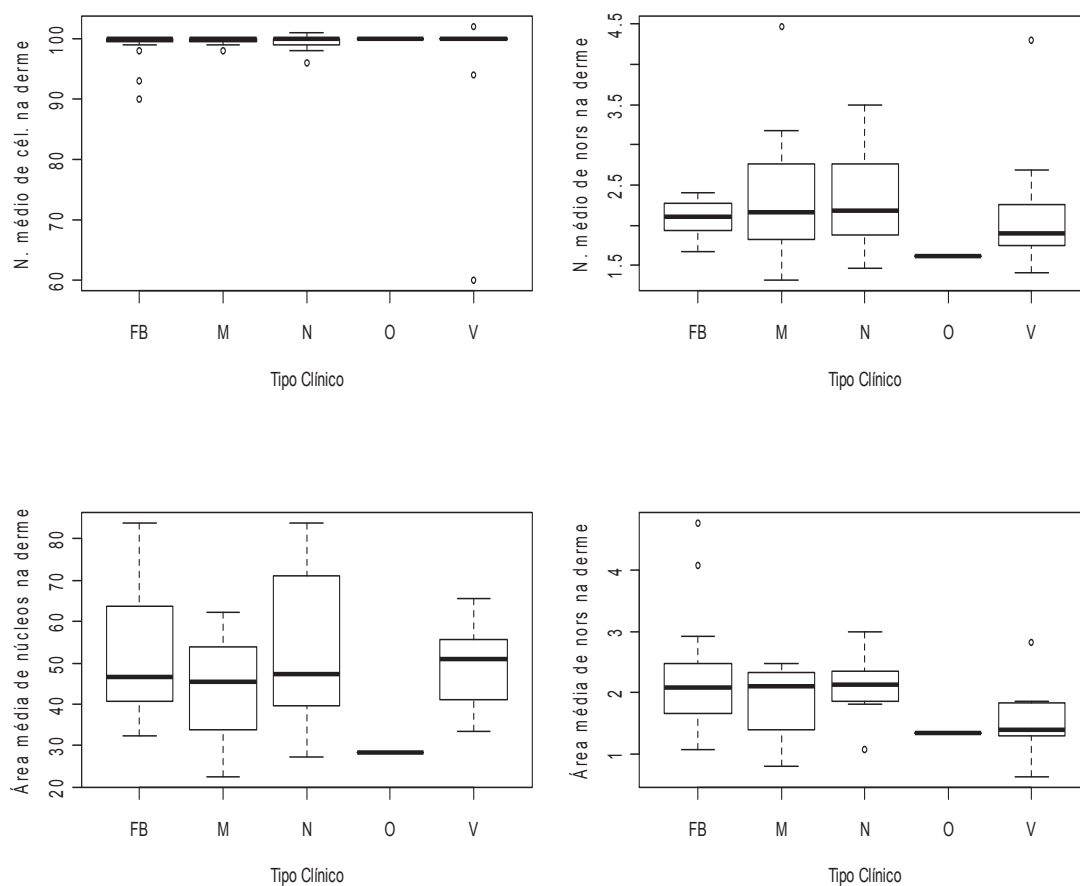 N. médio de cél. na derme
60 70 80 90 100
FB M N O V
Tipo Clínico
N. médio de nors na derme
1.5 2.5 3.5 4.5
FB M N O V
Tipo Clínico
Área média de núcleos na derme
20 30 40 50 60 70 80
FB M N O V
Tipo Clínico
Área média de nors na derme
1 2 3 4
FB M N O V
Tipo Clínico